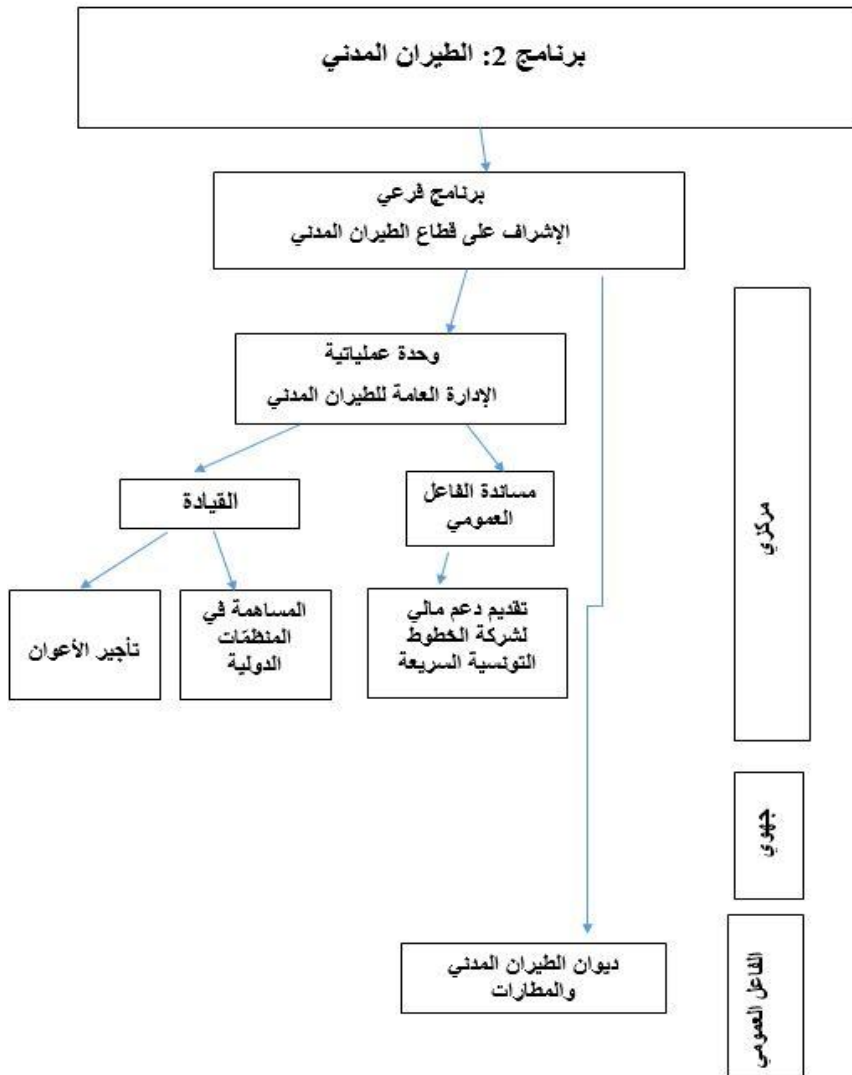 برنامج 2: الطيران المدني
برنامج فرعي
الإشراف على قطاع الطيران المدني
وحدة عملياتية
الإدارة العامة للطيران المدني
مركزي
مساندة الفاعل
العمومي
القيادة
تقديم دعم مالي
لشركة الخطوط
التونسية السريعة
المساهمة في
المنظمّات
الدولية
تأجير الأعوان
جهوي
ديوان الطيران المدني
والمطارات
الفاعل العمومي